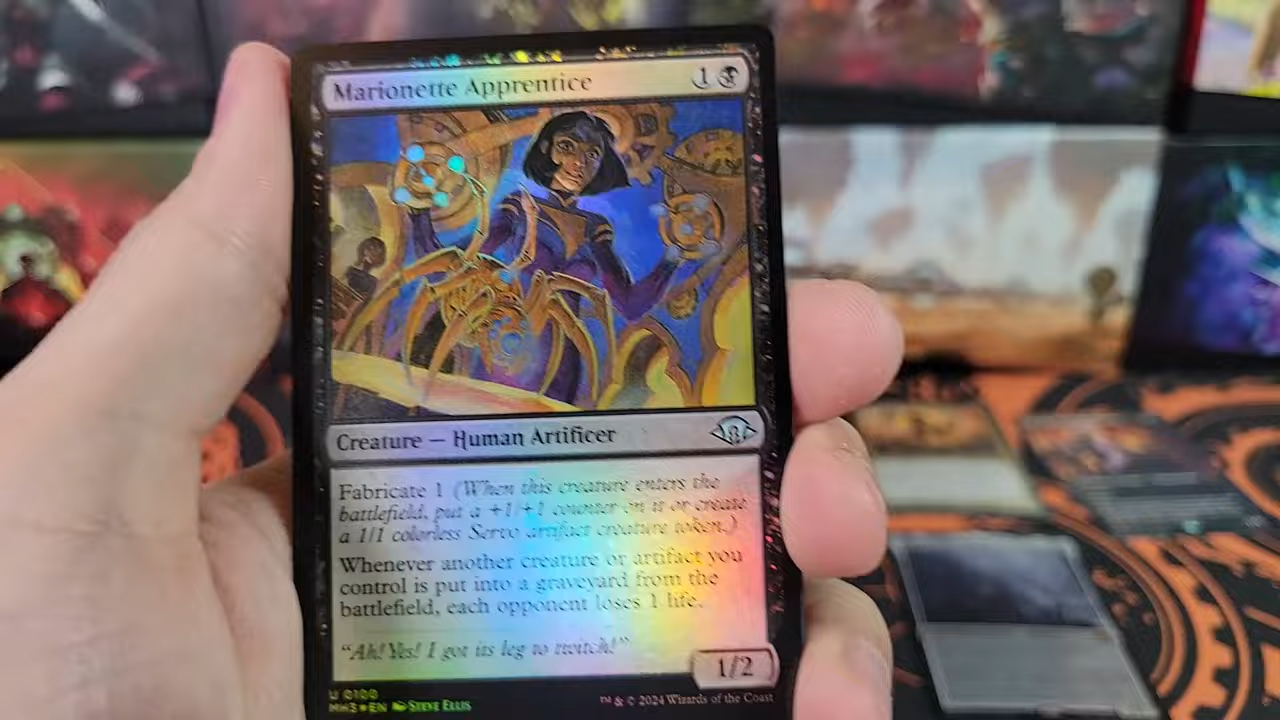 Marionette Apprentice 1
Creature — Human Artificer
Fabricate 1 (When this creature enters the
battlefield, put a +1/+1 counter on it or create
a 1/1 colorless Servo artifact creature token.)
Whenever another creature or artifact you
control is put into a graveyard from the
battlefield, each opponent loses 1 life.
"Ah! Yes! I got its leg to twitch!"
1/2
U 0100
MH3★EN STEVE ELLIS
™ & © 2024 Wizards of the Coast